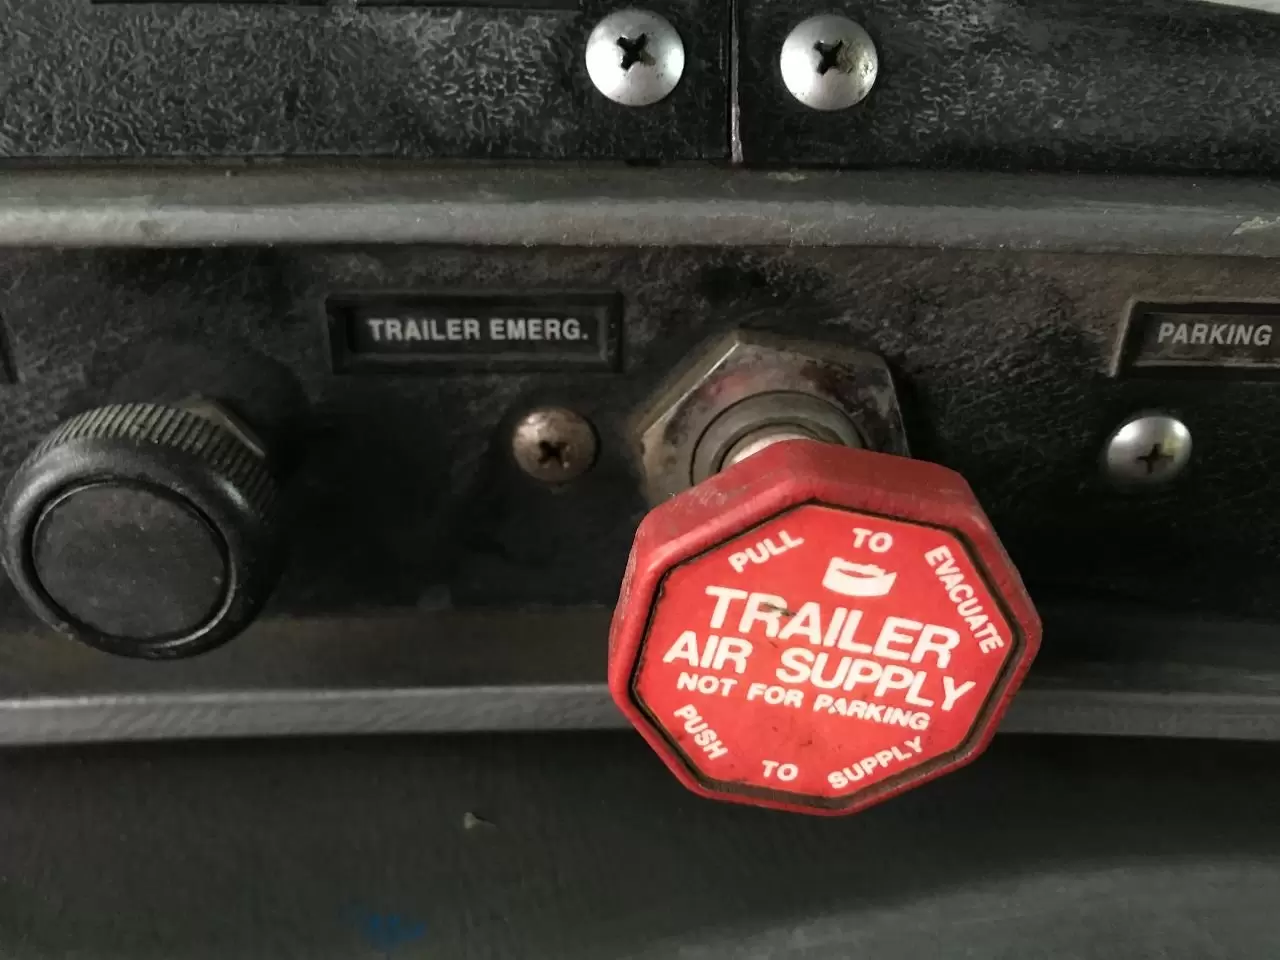 TRAILER EMERG.
PARKING
PULL TO EVACUATE
TRAILER
AIR SUPPLY
NOT FOR PARKING
PUSH TO SUPPLY